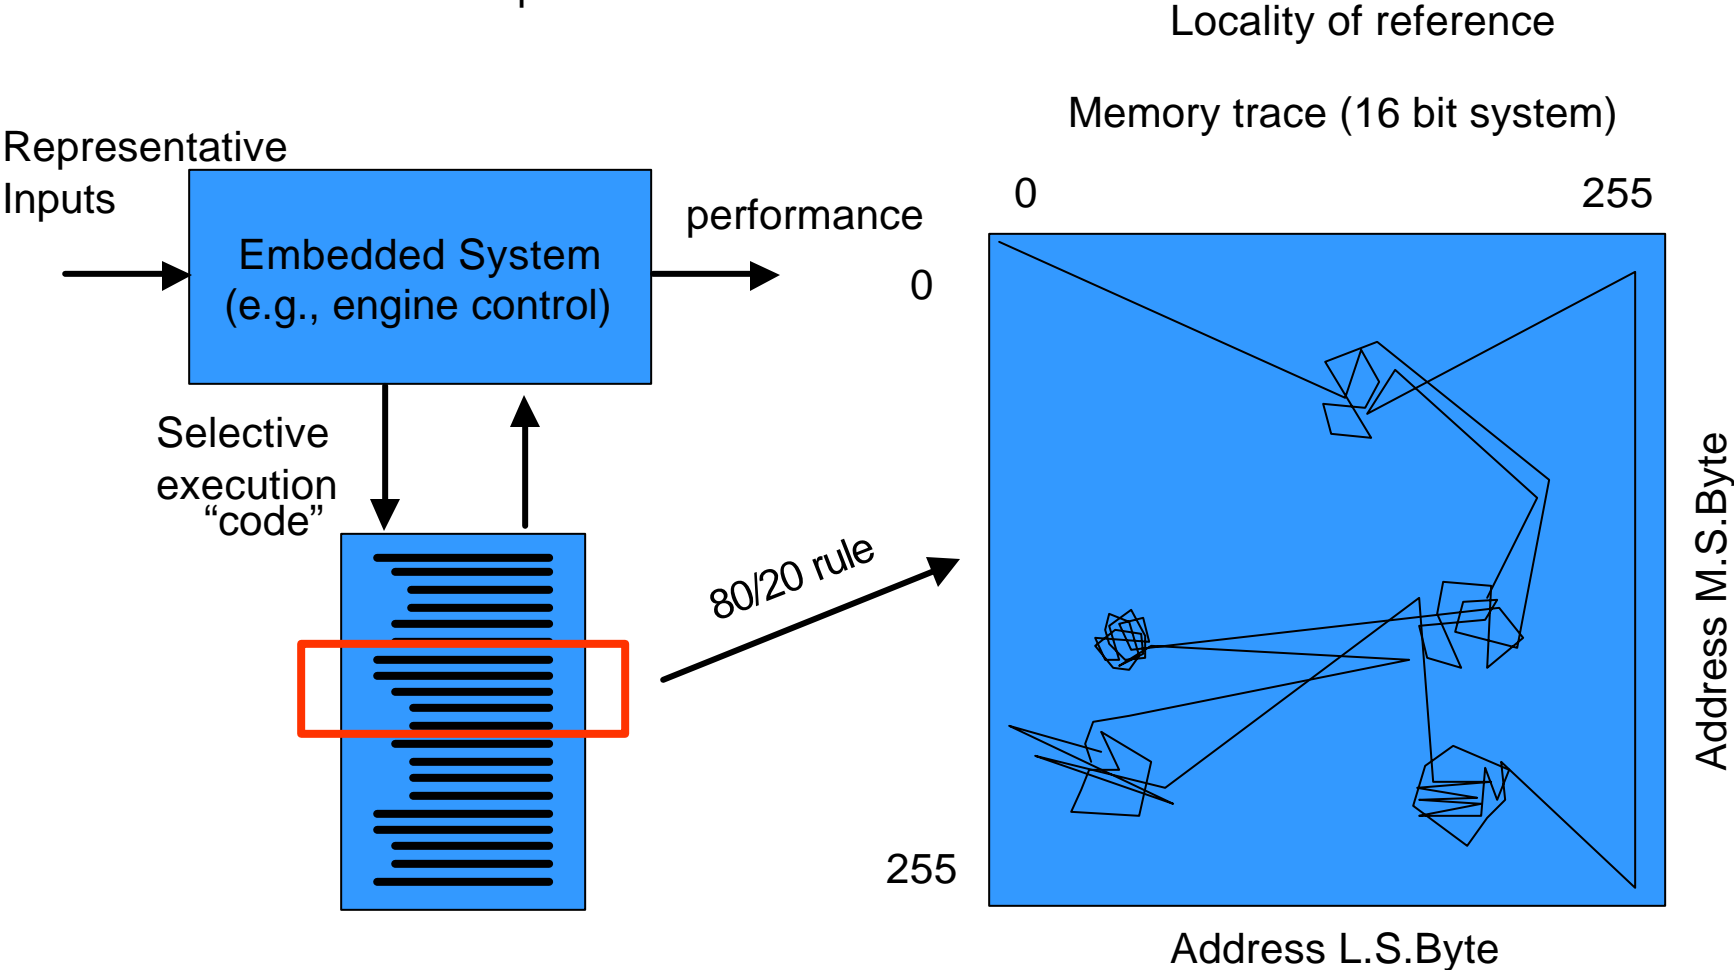 Locality of reference
Memory trace (16 bit system)
Representative
Inputs
Embedded System
(e.g., engine control)
performance
0
255
0
Selective
execution
“code”
80/20 rule
Address M.S.Byte
255
Address L.S.Byte